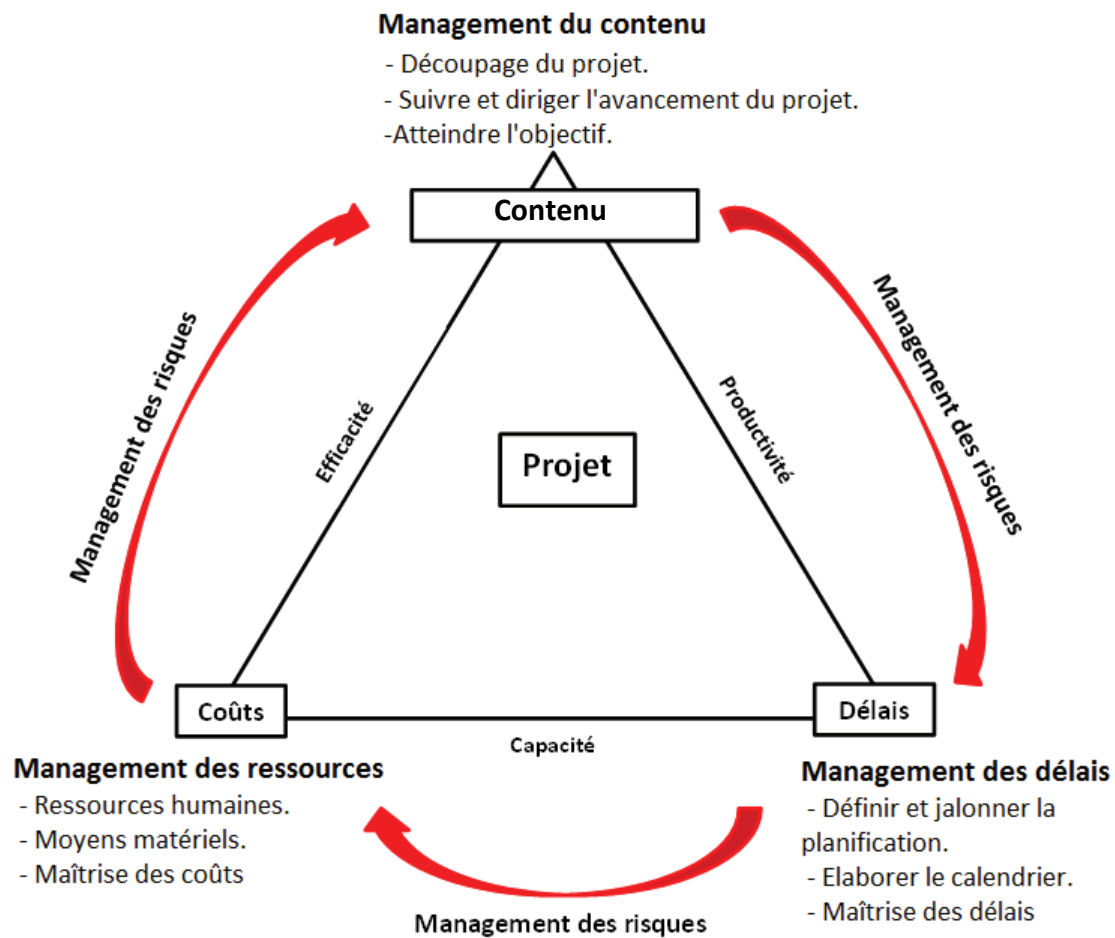 Management du contenu
- Découpage du projet.
- Suivre et diriger l'avancement du projet.
-Atteindre l'objectif.
Contenu
Management des risques
Management des risques
Efficacité
Productivité
Projet
Coûts
Délais
Capacité
Management des ressources
- Ressources humaines.
- Moyens matériels.
- Maîtrise des coûts
Management des délais
- Définir et jalonner la
planification.
- Elaborer le calendrier.
- Maîtrise des délais
Management des risques